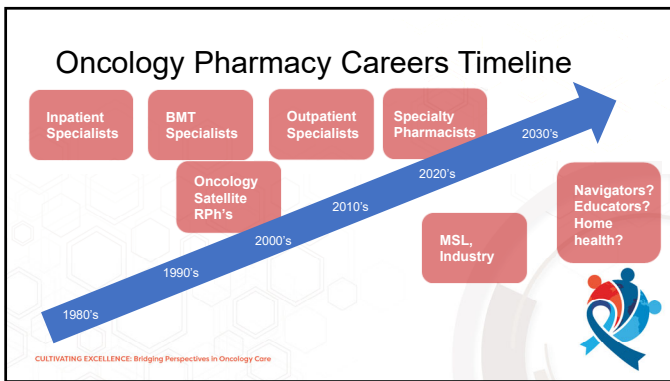 Oncology Pharmacy Careers Timeline
Inpatient
Specialists
BMT
Specialists
Outpatient
Specialists
Specialty
Pharmacists
Oncology
Satellite
RPh's
MSL,
Industry
Navigators?
Educators?
Home
health?
1980's
1990's
2000's
2010's
2020's
2030's
CULTIVATING EXCELLENCE: Bridging Perspectives in Oncology Care